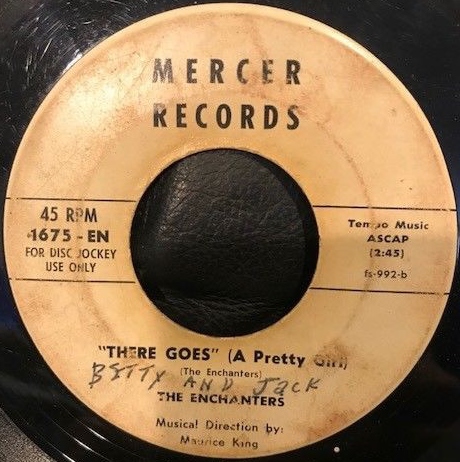 MERCER
RECORDS
45 RPM
1675-EN
FOR DISC JOCKEY
USE ONLY
Tempo Music
ASCAP
(2:45)
fs-992-b
"THERE GOES" (A Pretty Girl)
(The Enchanters)
BETTY AND JACK
THE ENCHANTERS
Musical Direction by:
Maurice King